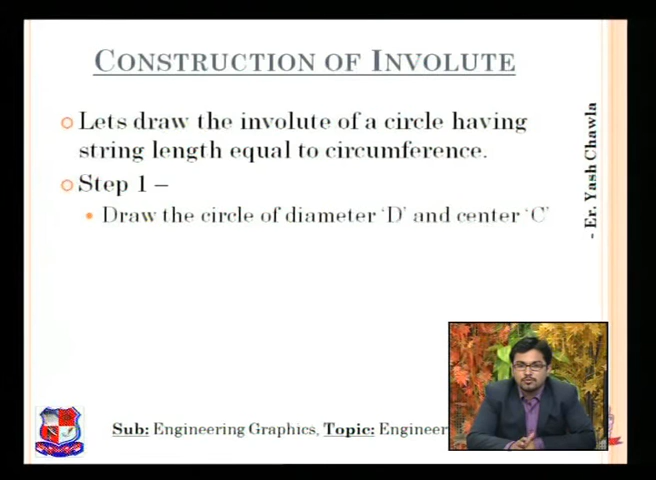 CONSTRUCTION OF INVOLUTE
Lets draw the involute of a circle having
string length equal to circumference.
Step 1 –
Draw the circle of diameter ‘D’ and center ‘C’
- Er. Yash Chawla
Sub: Engineering Graphics, Topic: Engineer